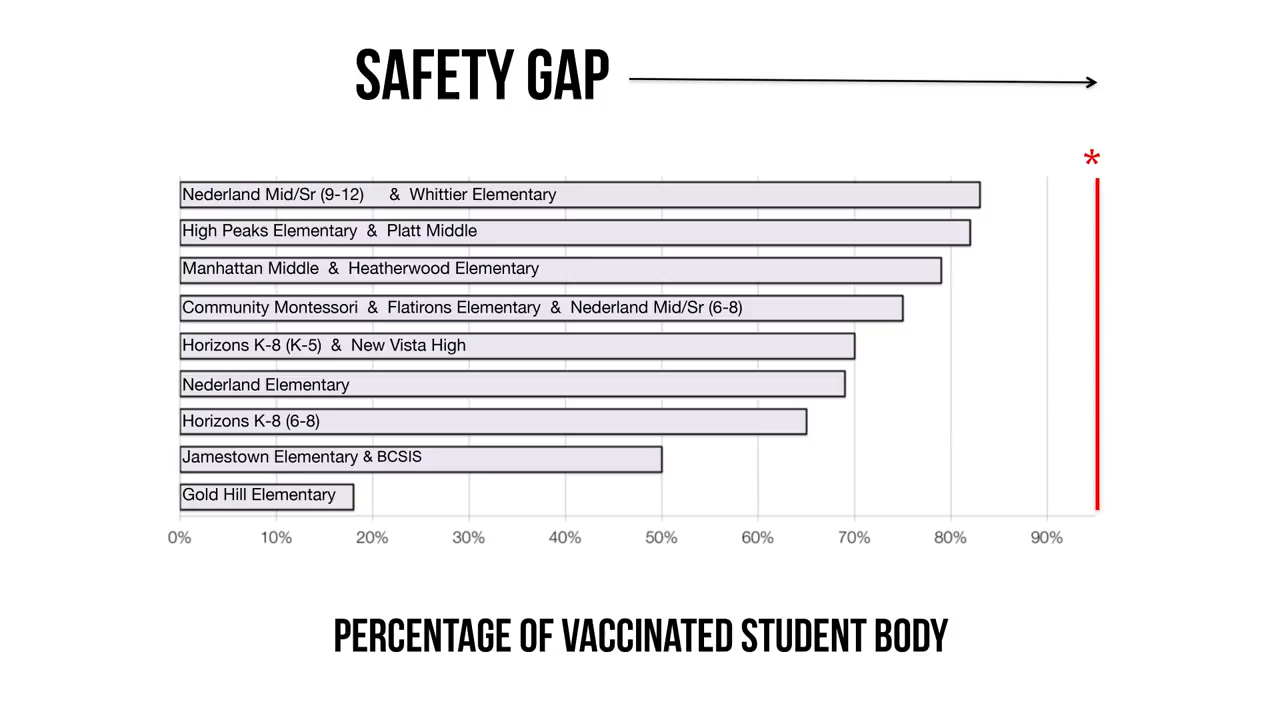 SAFETY GAP
*
Nederland Mid/Sr (9-12) & Whittier Elementary
High Peaks Elementary & Platt Middle
Manhattan Middle & Heatherwood Elementary
Community Montessori & Flatirons Elementary & Nederland Mid/Sr (6-8)
Horizons K-8 (K-5) & New Vista High
Nederland Elementary
Horizons K-8 (6-8)
Jamestown Elementary & BCSIS
Gold Hill Elementary
0% 10% 20% 30% 40% 50% 60% 70% 80% 90%
PERCENTAGE OF VACCINATED STUDENT BODY